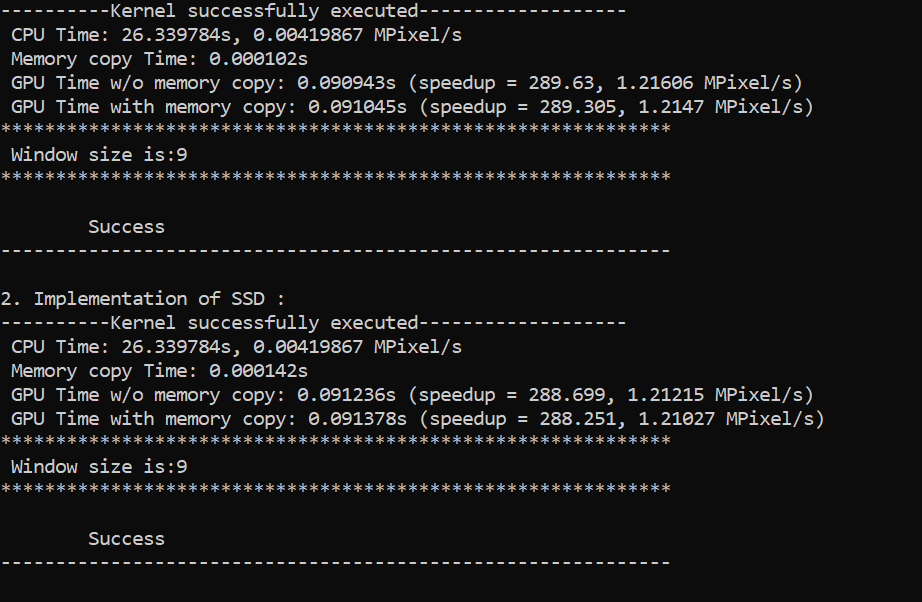 ----------Kernel successfully executed-------------------
CPU Time: 26.339784s, 0.00419867 MPixel/s
Memory copy Time: 0.000102s
GPU Time w/o memory copy: 0.090943s (speedup = 289.63, 1.21606 MPixel/s)
GPU Time with memory copy: 0.091045s (speedup = 289.305, 1.2147 MPixel/s)
*************************************************************
Window size is:9
*************************************************************
Success
-------------------------------------------------------------
2. Implementation of SSD :
----------Kernel successfully executed-------------------
CPU Time: 26.339784s, 0.00419867 MPixel/s
Memory copy Time: 0.000142s
GPU Time w/o memory copy: 0.091236s (speedup = 288.699, 1.21215 MPixel/s)
GPU Time with memory copy: 0.091378s (speedup = 288.251, 1.21027 MPixel/s)
*************************************************************
Window size is:9
*************************************************************
Success
-------------------------------------------------------------